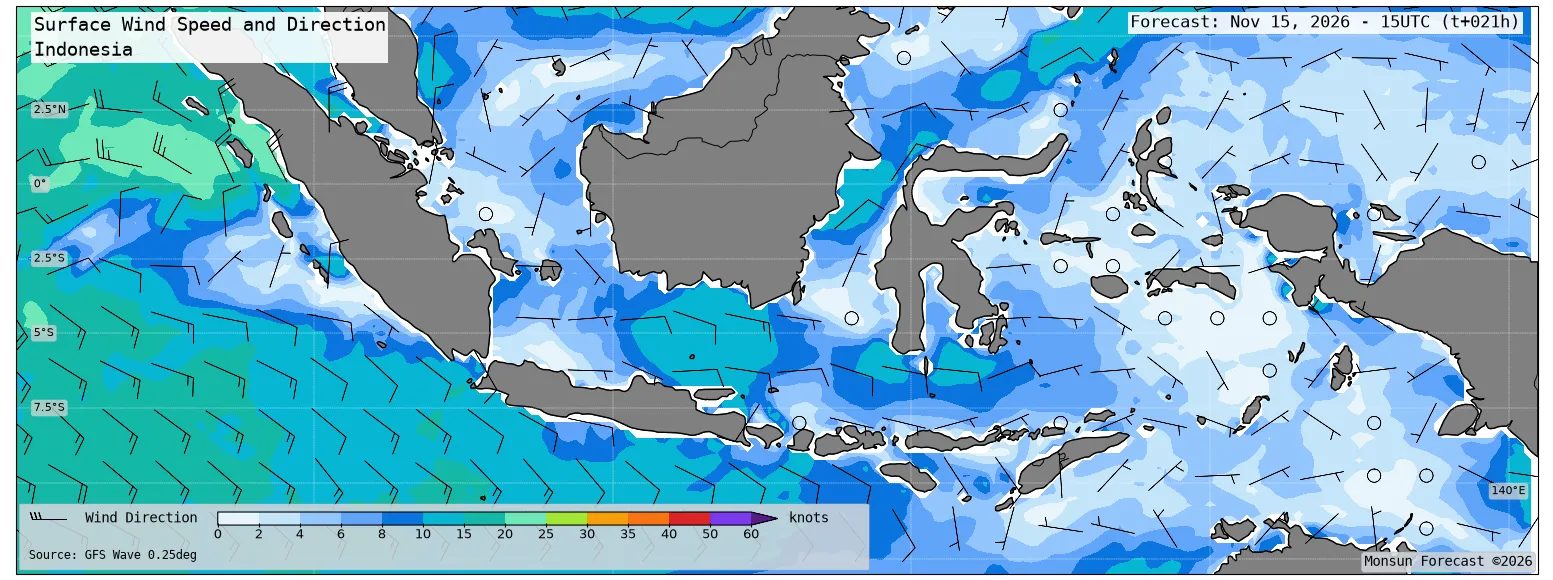 Surface Wind Speed and Direction
Indonesia
Forecast: Nov 15, 2026 - 15UTC (t+021h)
2.5°N
0°
2.5°S
5°S
7.5°S
140°E
Wind Direction
knots
0 2 4 6 8 10 15 20 25 30 35 40 50 60
Source: GFS Wave 0.25deg
Monsun Forecast ©2026